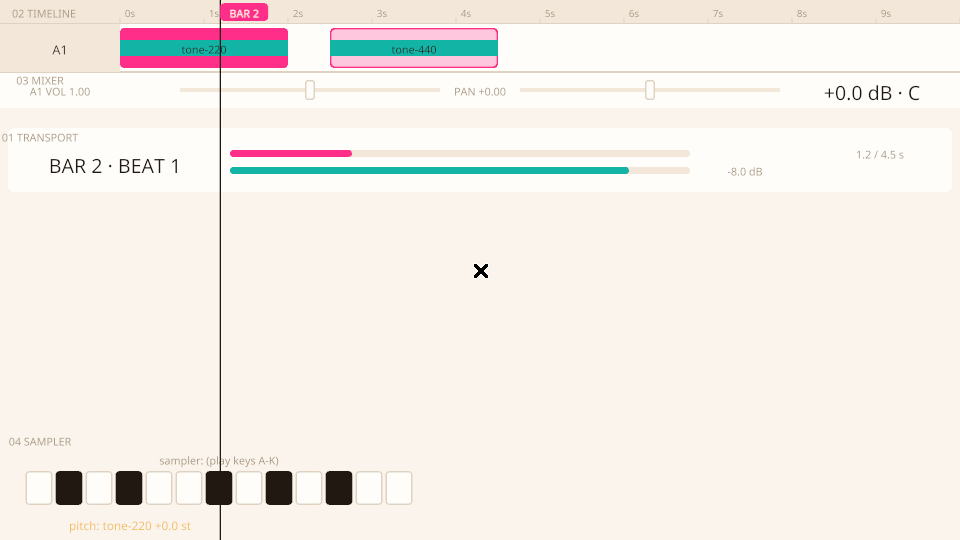 02 TIMELINE 0s 1s BAR 2 2s 3s 4s 5s 6s 7s 8s 9s
A1 tone-220 tone-440
03 MIXER
A1 VOL 1.00 PAN +0.00 +0.0 dB · C
01 TRANSPORT
BAR 2 · BEAT 1 1.2 / 4.5 s
-8.0 dB
04 SAMPLER
sampler: (play keys A-K)
pitch: tone-220 +0.0 st